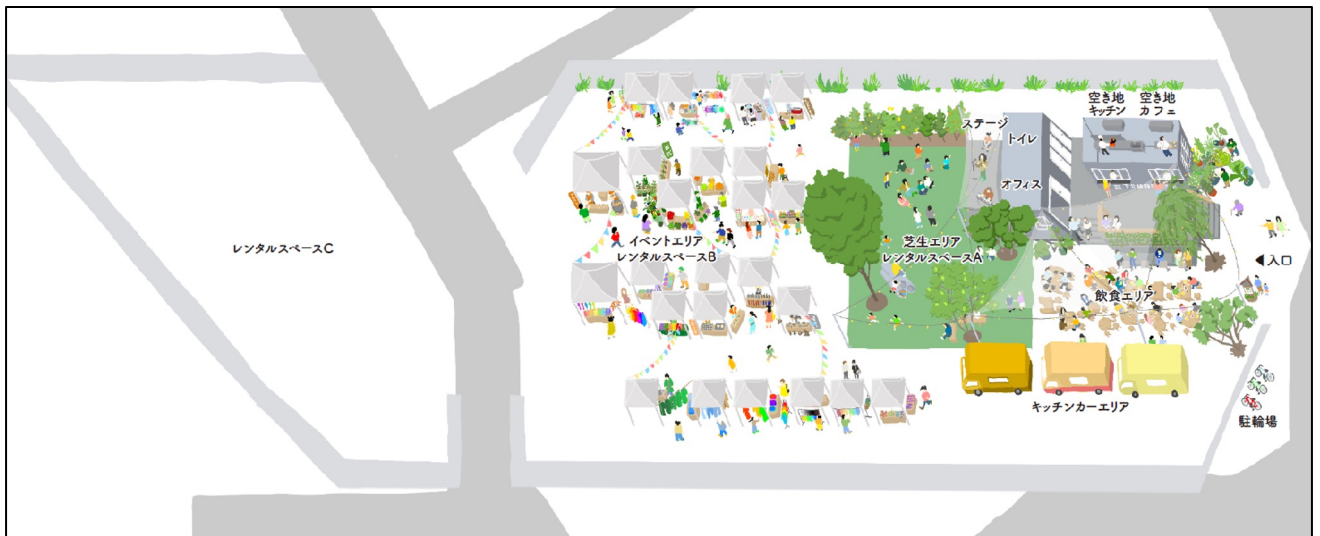 空き地
キッチン
空き地
カフェ
ステージ
トイレ
オフィス
レンタルスペースC
イベントエリア
レンタルスペースB
芝生エリア
レンタルスペースA
◀入口
飲食エリア
キッチンカーエリア
駐輪場